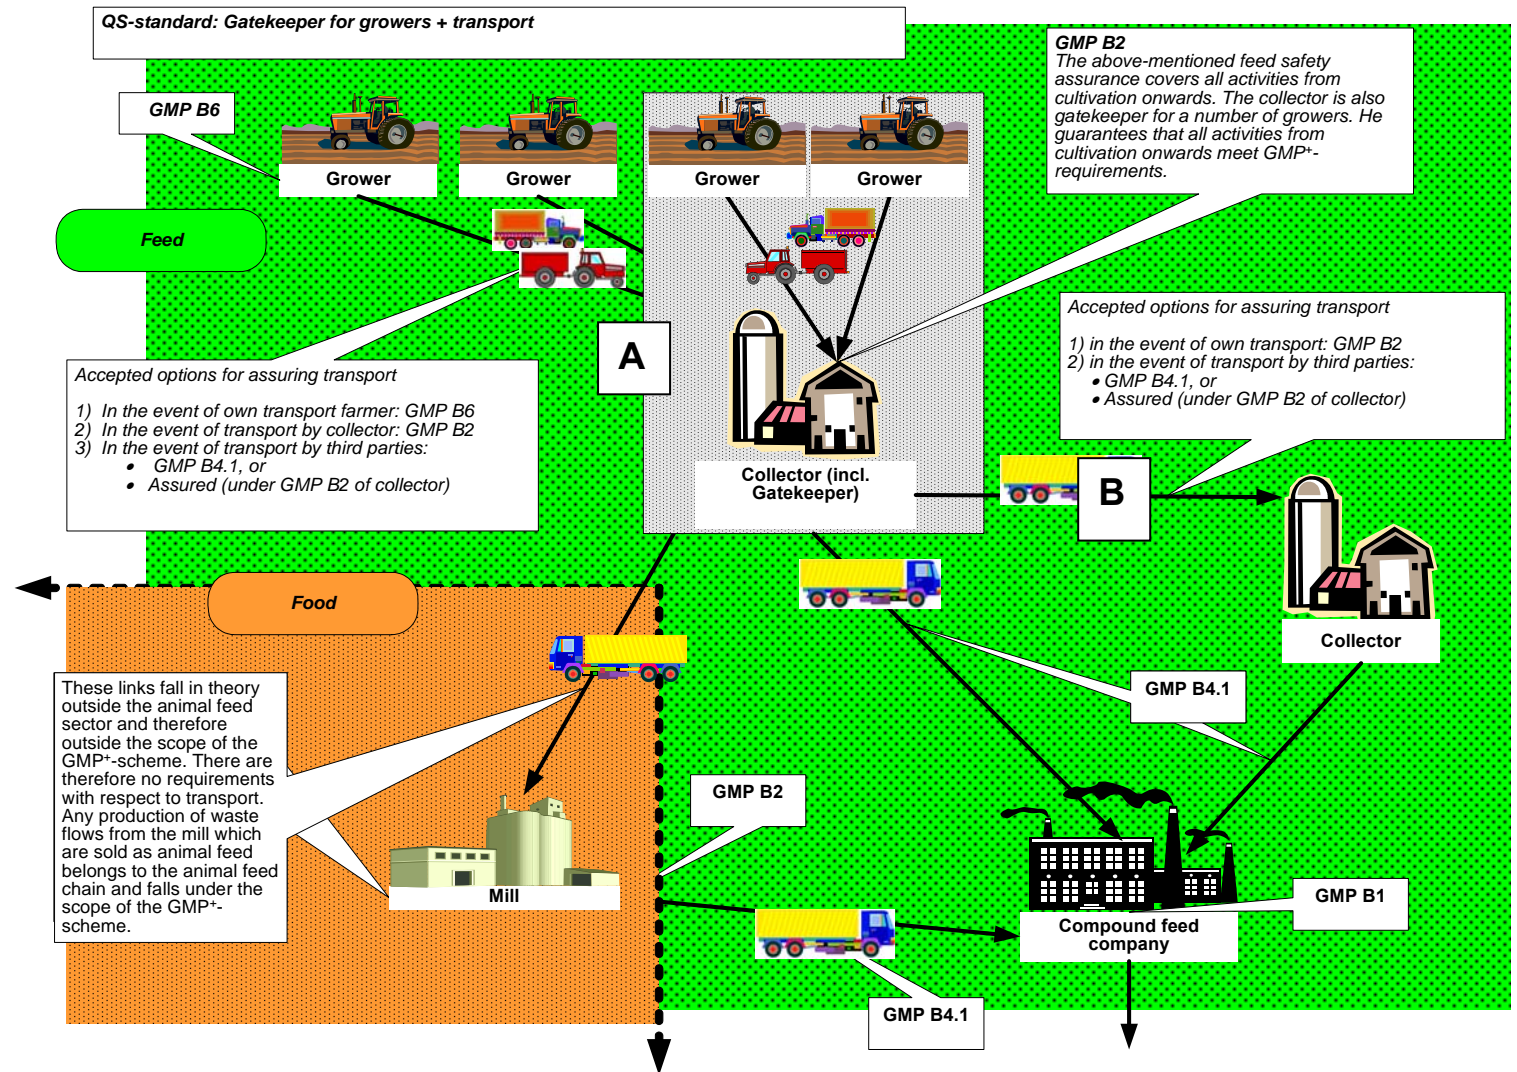 QS-standard: Gatekeeper for growers + transport
GMP B6
GMP B2
The above-mentioned feed safety
assurance covers all activities from
cultivation onwards. The collector is also
gatekeeper for a number of growers. He
guarantees that all activities from
cultivation onwards meet GMP+-
requirements.
Grower
Grower
Grower
Grower
Feed
Accepted options for assuring transport
1) in the event of own transport: GMP B2
2) in the event of transport by third parties:
• GMP B4.1, or
• Assured (under GMP B2 of collector)
A
Accepted options for assuring transport
1) In the event of own transport farmer: GMP B6
2) In the event of transport by collector: GMP B2
3) In the event of transport by third parties:
• GMP B4.1, or
• Assured (under GMP B2 of collector)
Collector (incl.
Gatekeeper)
B
Food
Collector
These links fall in theory
outside the animal feed
sector and therefore
outside the scope of the
GMP+-scheme. There are
therefore no requirements
with respect to transport.
Any production of waste
flows from the mill which
are sold as animal feed
belongs to the animal feed
chain and falls under the
scope of the GMP+-
scheme.
GMP B4.1
GMP B2
Mill
GMP B1
Compound feed
company
GMP B4.1